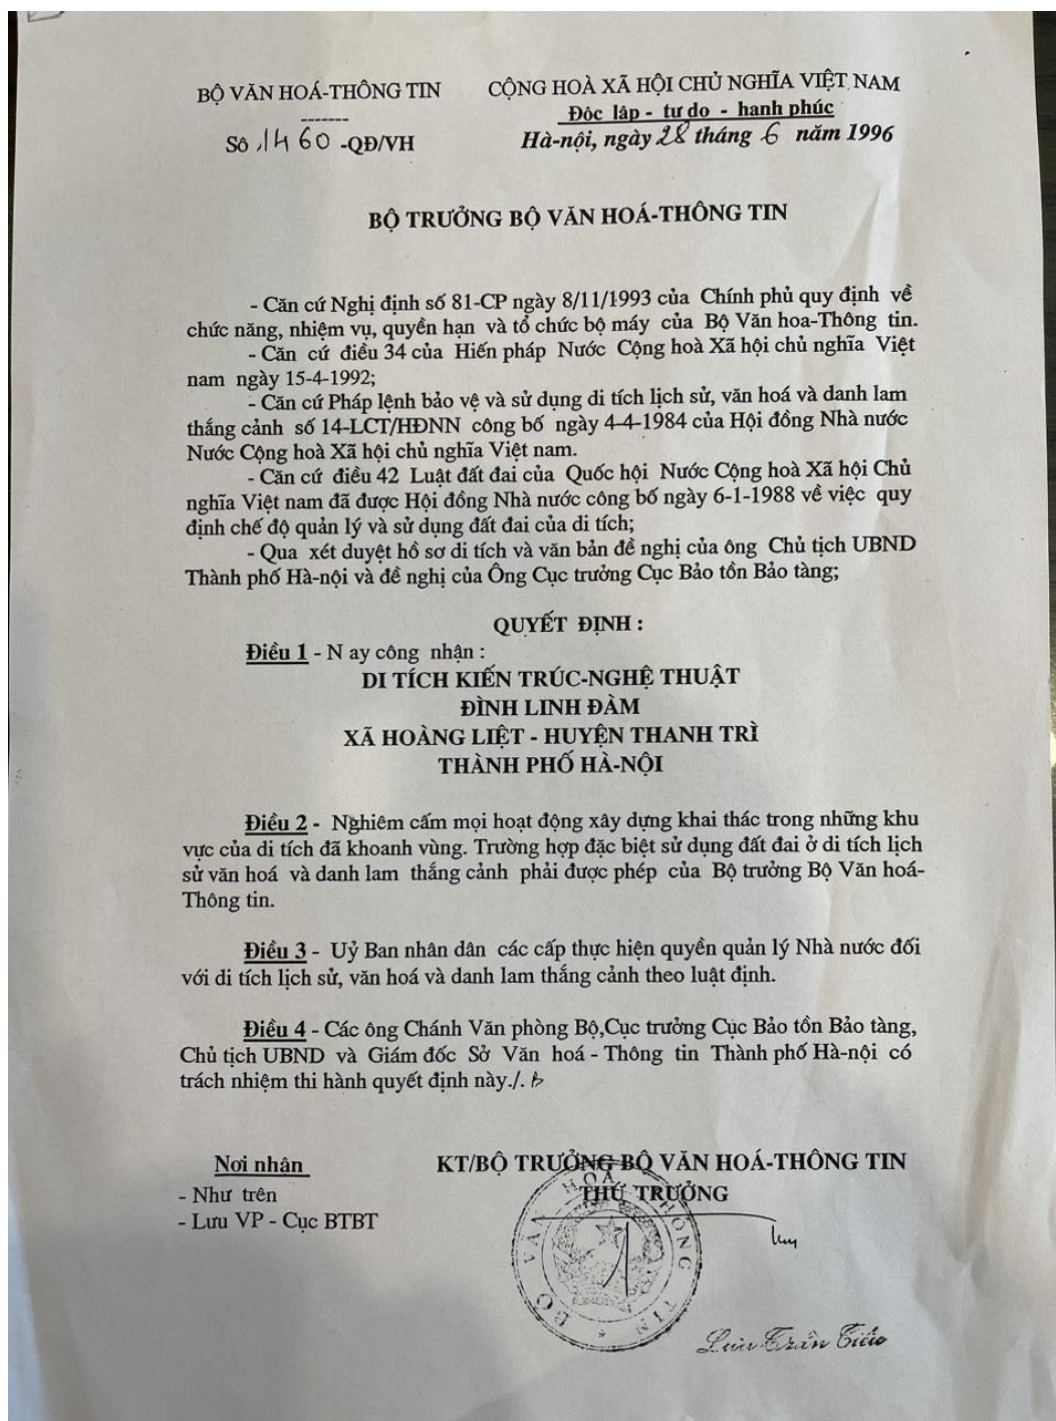 BỘ VĂN HOÁ-THÔNG TIN
-------
Số 1460-QĐ/VH
CỘNG HOÀ XÃ HỘI CHỦ NGHĨA VIỆT NAM
Độc lập - tự do - hạnh phúc
Hà-nội, ngày 28 tháng 6 năm 1996
BỘ TRƯỞNG BỘ VĂN HOÁ-THÔNG TIN
- Căn cứ Nghị định số 81-CP ngày 8/11/1993 của Chính phủ quy định về
chức năng, nhiệm vụ, quyền hạn và tổ chức bộ máy của Bộ Văn hoa-Thông tin.
- Căn cứ điều 34 của Hiến pháp Nước Cộng hoà Xã hội chủ nghĩa Việt
nam ngày 15-4-1992;
- Căn cứ Pháp lệnh bảo vệ và sử dụng di tích lịch sử, văn hoá và danh lam
thắng cảnh số 14-LCT/HĐNN công bố ngày 4-4-1984 của Hội đồng Nhà nước
Nước Cộng hoà Xã hội chủ nghĩa Việt nam.
- Căn cứ điều 42 Luật đất đai của Quốc hội Nước Cộng hoà Xã hội Chủ
nghĩa Việt nam đã được Hội đồng Nhà nước công bố ngày 6-1-1988 về việc quy
định chế độ quản lý và sử dụng đất đai của di tích;
- Qua xét duyệt hồ sơ di tích và văn bản đề nghị của ông Chủ tịch UBND
Thành phố Hà-nội và đề nghị của Ông Cục trưởng Cục Bảo tồn Bảo tàng;
QUYẾT ĐỊNH :
Điều 1 - N ay công nhận :
DI TÍCH KIẾN TRÚC-NGHỆ THUẬT
ĐÌNH LINH ĐÀM
XÃ HOÀNG LIỆT - HUYỆN THANH TRÌ
THÀNH PHỐ HÀ-NỘI
Điều 2 - Nghiêm cấm mọi hoạt động xây dựng khai thác trong những khu
vực của di tích đã khoanh vùng. Trường hợp đặc biệt sử dụng đất đai ở di tích lịch
sử văn hoá và danh lam thắng cảnh phải được phép của Bộ trưởng Bộ Văn hoá-
Thông tin.
Điều 3 - Uỷ Ban nhân dân các cấp thực hiện quyền quản lý Nhà nước đối
với di tích lịch sử, văn hoá và danh lam thắng cảnh theo luật định.
Điều 4 - Các ông Chánh Văn phòng Bộ,Cục trưởng Cục Bảo tồn Bảo tàng,
Chủ tịch UBND và Giám đốc Sở Văn hoá - Thông tin Thành phố Hà-nội có
trách nhiệm thi hành quyết định này./.
Nơi nhận
- Như trên
- Lưu VP - Cục BTBT
KT/BỘ TRƯỞNG BỘ VĂN HOÁ-THÔNG TIN
THỨ TRƯỞNG
BỘ VĂN HOÁ THÔNG TIN
Lưu Trần Tiêu